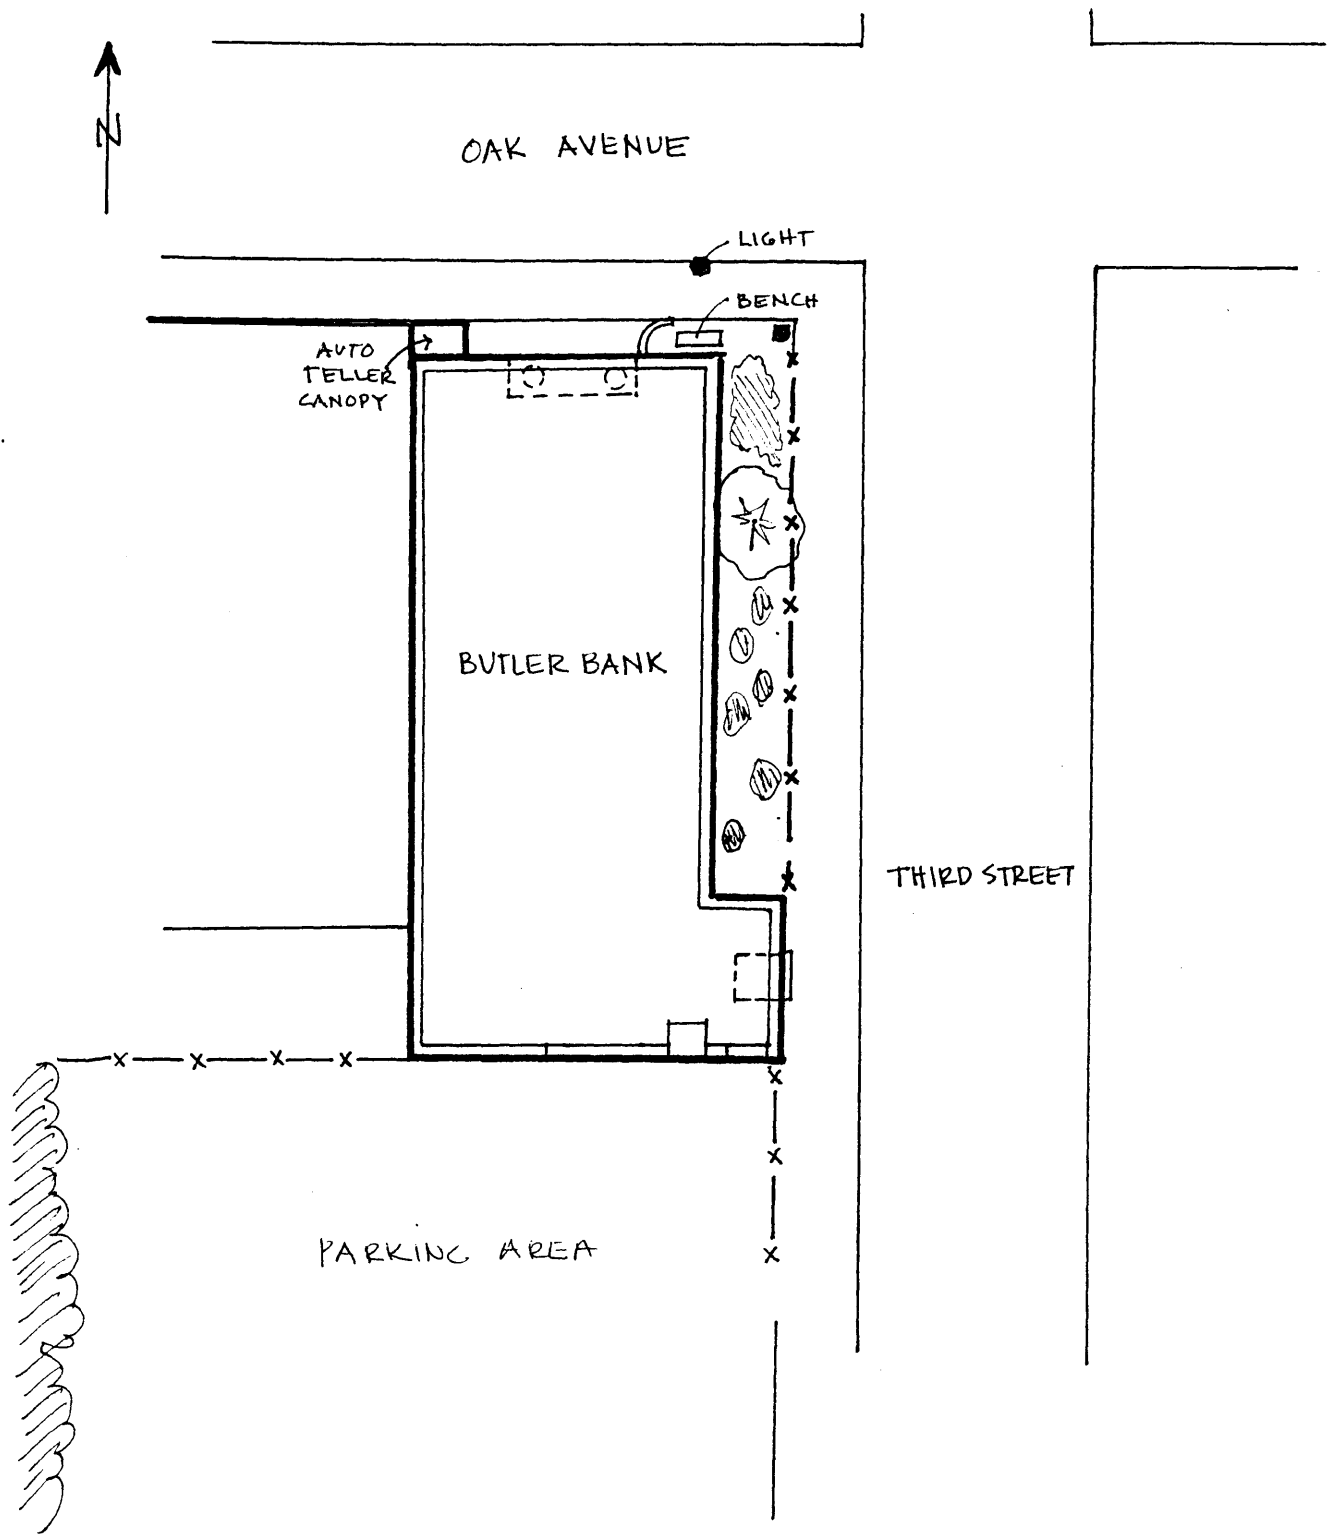 N
OAK AVENUE
LIGHT
BENCH
AUTO
TELLER
CANOPY
BUTLER BANK
THIRD STREET
PARKING AREA